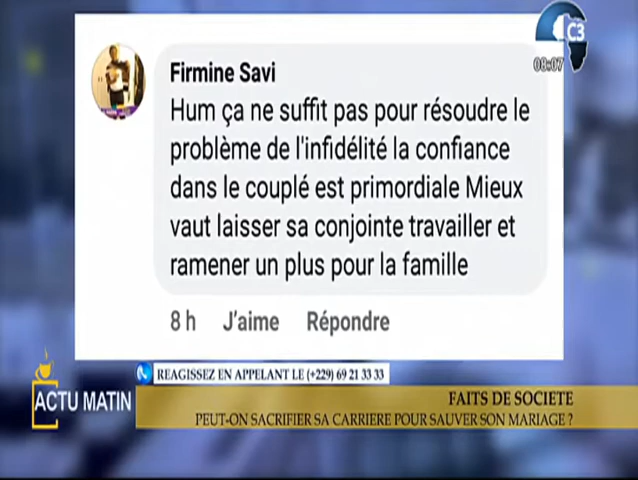 C3
08:07
Firmine Savi
Hum ça ne suffit pas pour résoudre le
problème de l'infidélité la confiance
dans le couplé est primordiale Mieux
vaut laisser sa conjointe travailler et
ramener un plus pour la famille
8 h J'aime Répondre
REAGISSEZ EN APPELANT LE (+229) 69 21 33 33
ACTU MATIN
FAITS DE SOCIETE
PEUT-ON SACRIFIER SA CARRIERE POUR SAUVER SON MARIAGE ?